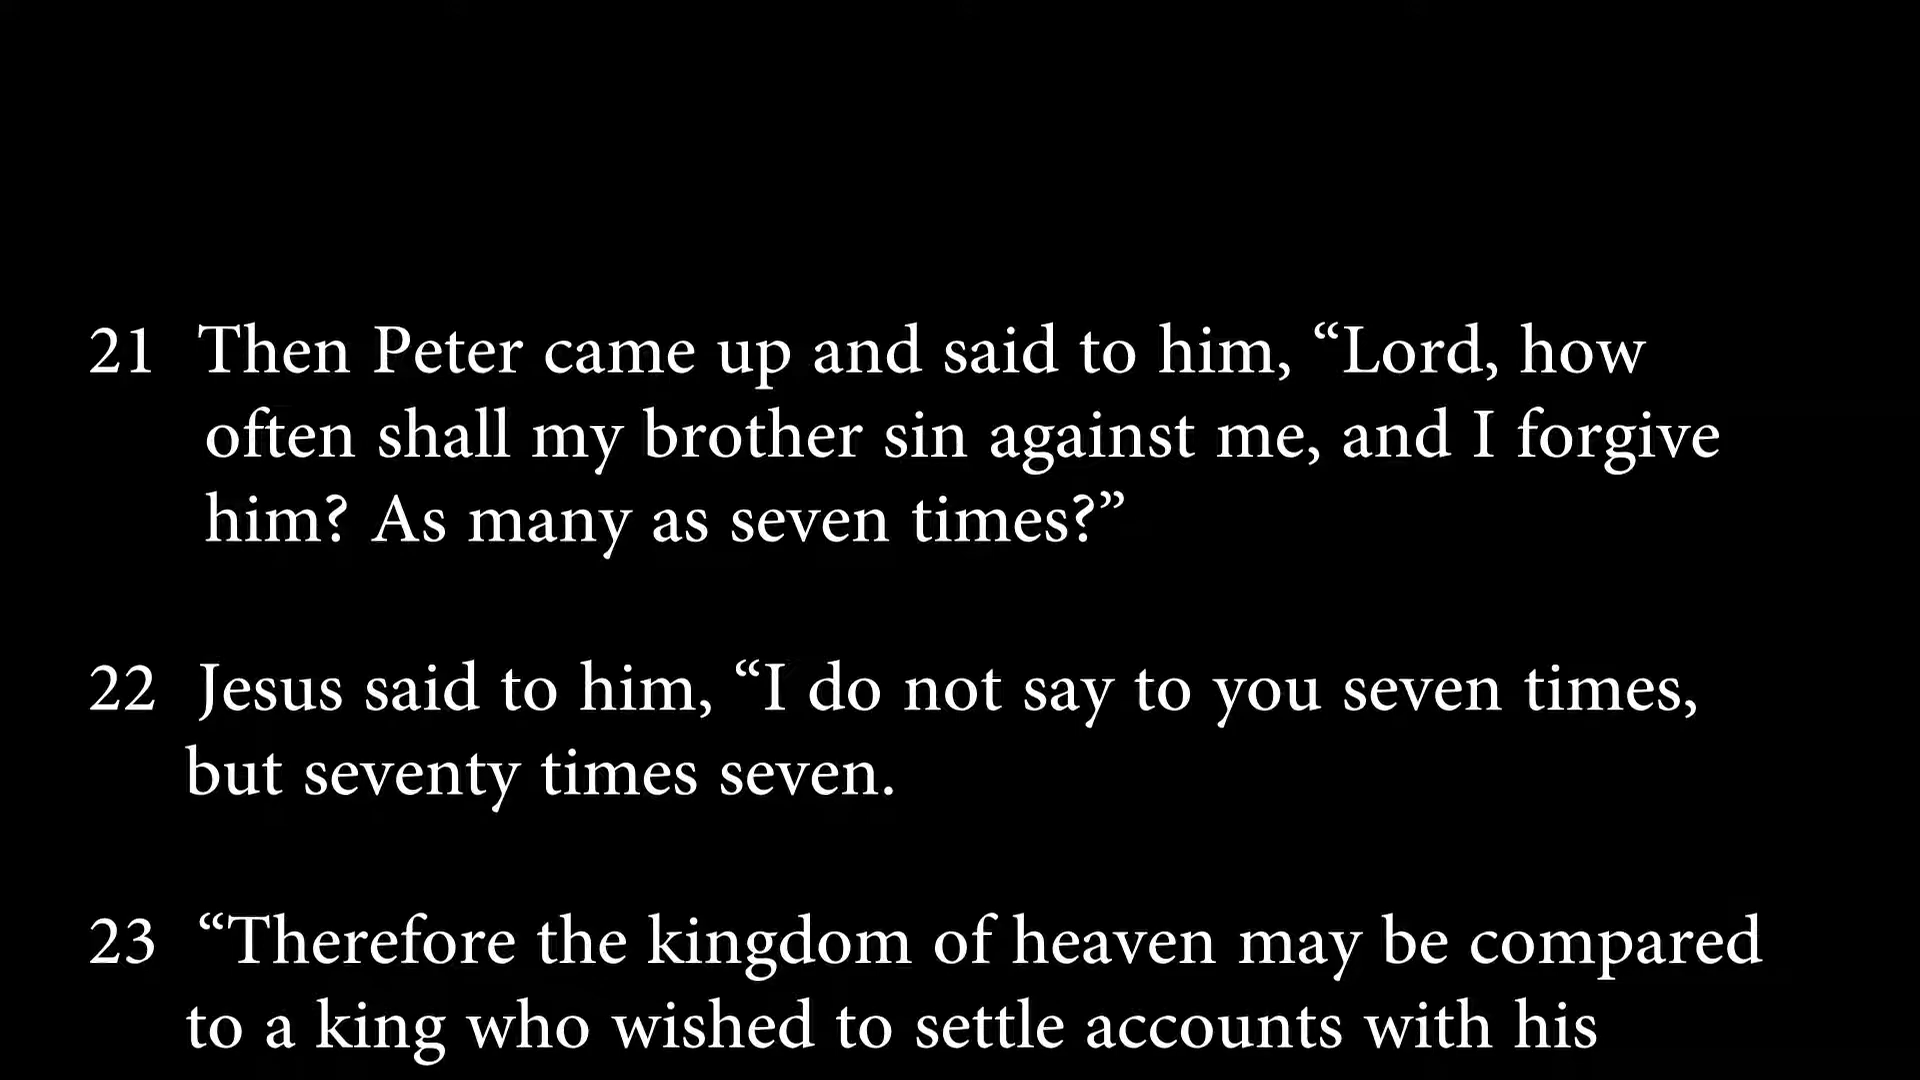 21 Then Peter came up and said to him, “Lord, how
often shall my brother sin against me, and I forgive
him? As many as seven times?”
22 Jesus said to him, “I do not say to you seven times,
but seventy times seven.
23 “Therefore the kingdom of heaven may be compared
to a king who wished to settle accounts with his